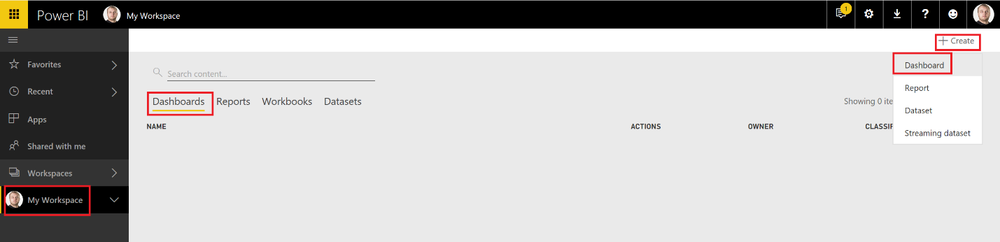 Power BI My Workspace 1 ?
+ Create
Favorites
Search content...
Dashboard
Recent
Report
Dashboards Reports Workbooks Datasets
Showing 0 ite
Dataset
Apps
NAME ACTIONS OWNER CLASSIF
Streaming dataset
Shared with me
Workspaces
My Workspace